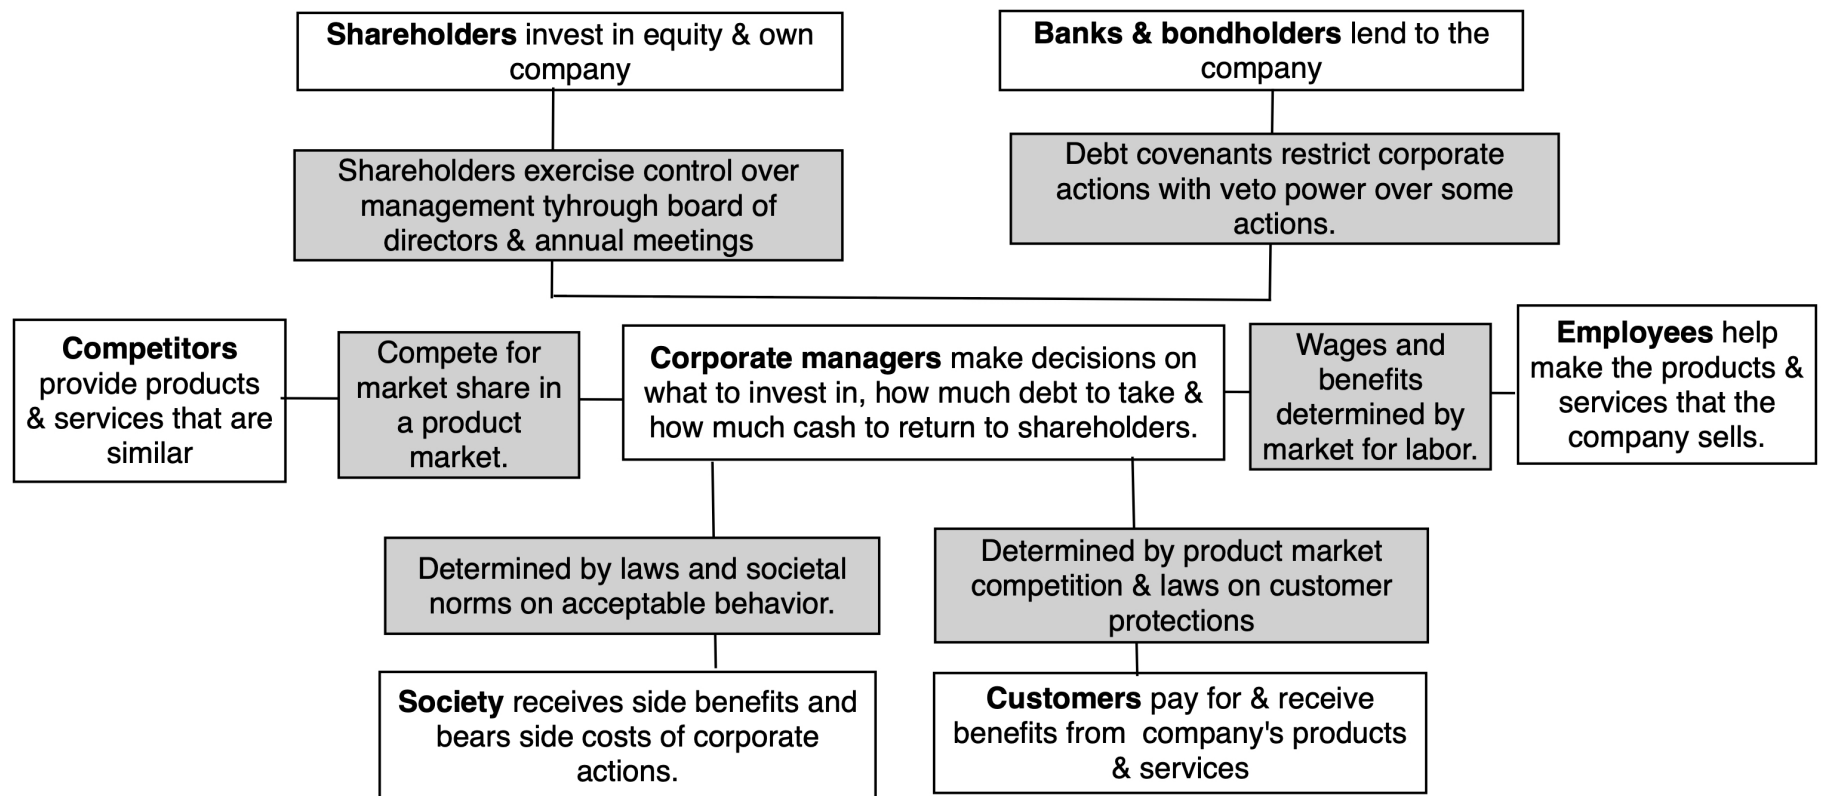 Shareholders invest in equity & own
company
Banks & bondholders lend to the
company
Shareholders exercise control over
management tyhrough board of
directors & annual meetings
Debt covenants restrict corporate
actions with veto power over some
actions.
Competitors
provide products
& services that are
similar
Compete for
market share in
a product
market.
Corporate managers make decisions on
what to invest in, how much debt to take &
how much cash to return to shareholders.
Wages and
benefits
determined by
market for labor.
Employees help
make the products &
services that the
company sells.
Determined by laws and societal
norms on acceptable behavior.
Determined by product market
competition & laws on customer
protections
Society receives side benefits and
bears side costs of corporate
actions.
Customers pay for & receive
benefits from  company's products
& services